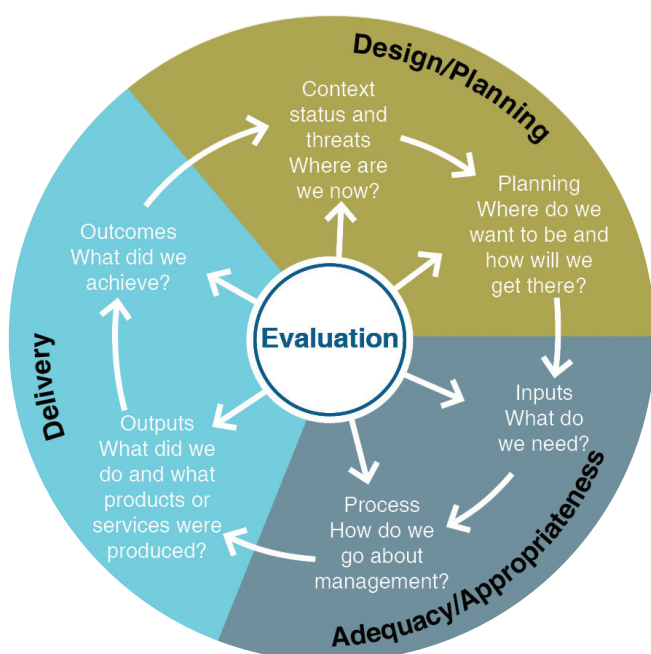 Design/Planning
Context
status and
threats
Where are
we now?
Planning
Where do we
want to be and
how will we
get there?
Outcomes
What did we
achieve?
Evaluation
Delivery
Inputs
What do
we need?
Outputs
What did we
do and what
products or
services were
produced?
Process
How do we
go about
management?
Adequacy/Appropriateness